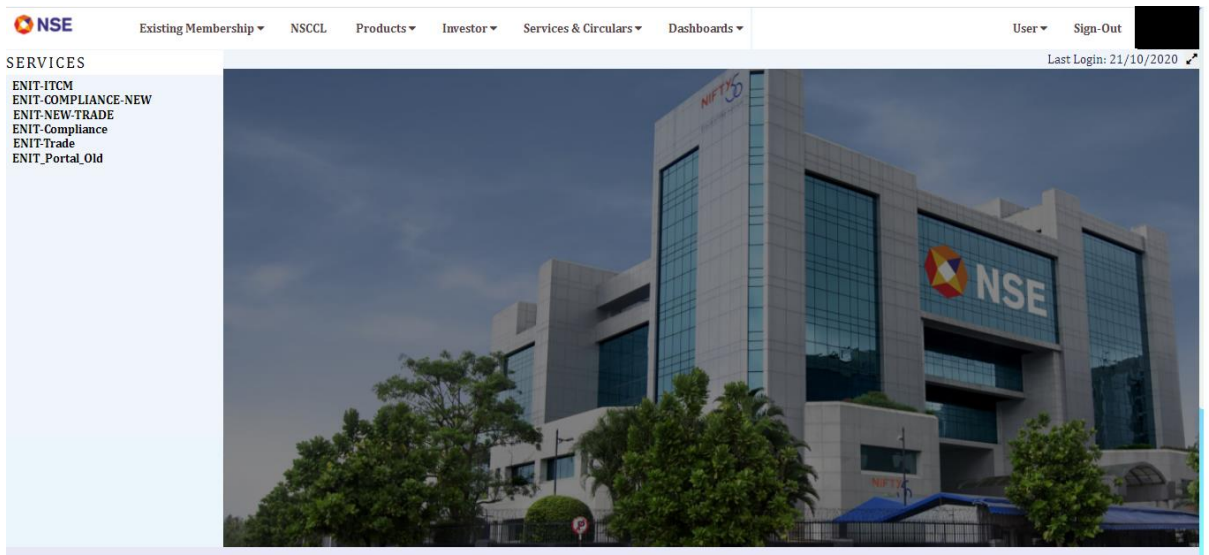 NSE
Existing Membership NSCCL Products Investor Services & Circulars Dashboards User Sign-Out
SERVICES
Last Login: 21/10/2020
ENIT-ITCM
ENIT-COMPLIANCE-NEW
ENIT-NEW-TRADE
ENIT-Compliance
ENIT-Trade
ENIT_Portal_Old
NIFTY50
NSE
NIFTY